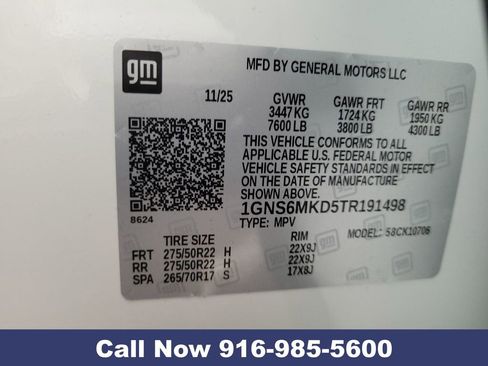 gm
MFD BY GENERAL MOTORS LLC
11/25 GVWR GAWR FRT GAWR RR
3447 KG 1724 KG 1950 KG
7600 LB 3800 LB 4300 LB
THIS VEHICLE CONFORMS TO ALL
APPLICABLE U.S. FEDERAL MOTOR
VEHICLE SAFETY STANDARDS IN EFFECT
ON THE DATE OF MANUFACTURE
SHOWN ABOVE.
8624
1GNS6MKD5TR191498
TYPE: MPV 58CK10706
TIRE SIZE RIM
FRT 275/50R22 H 22X9J
RR 275/50R22 H 22X9J
SPA 265/70R17 S 17X8J
Call Now 916-985-5600